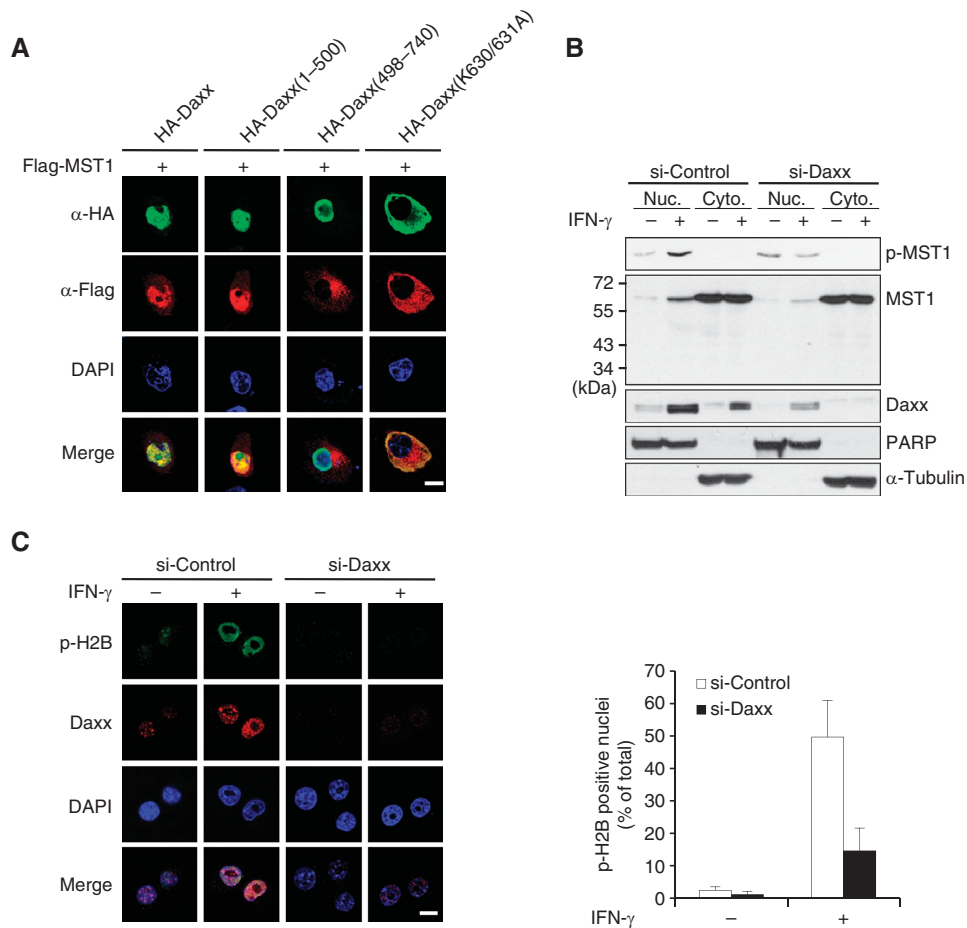 A
HA-Daxx
HA-Daxx(1–500)
HA-Daxx(498–740)
HA-Daxx(K630/631A)
Flag-MST1 + + + +
α-HA
α-Flag
DAPI
Merge
B
si-Control si-Daxx
Nuc. Cyto. Nuc. Cyto.
IFN-γ – + – + – + – +
p-MST1
72
55
43
34
(kDa)
MST1
Daxx
PARP
α-Tubulin
C
si-Control si-Daxx
IFN-γ – + – +
p-H2B
Daxx
DAPI
Merge
p-H2B positive nuclei
(% of total)
70
60
50
40
30
20
10
0
si-Control
si-Daxx
IFN-γ – +